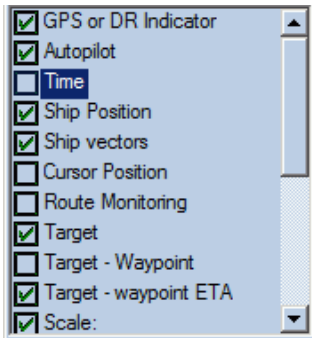 GPS or DR Indicator
Autopilot
Time
Ship Position
Ship vectors
Cursor Position
Route Monitoring
Target
Target - Waypoint
Target - waypoint ETA
Scale: